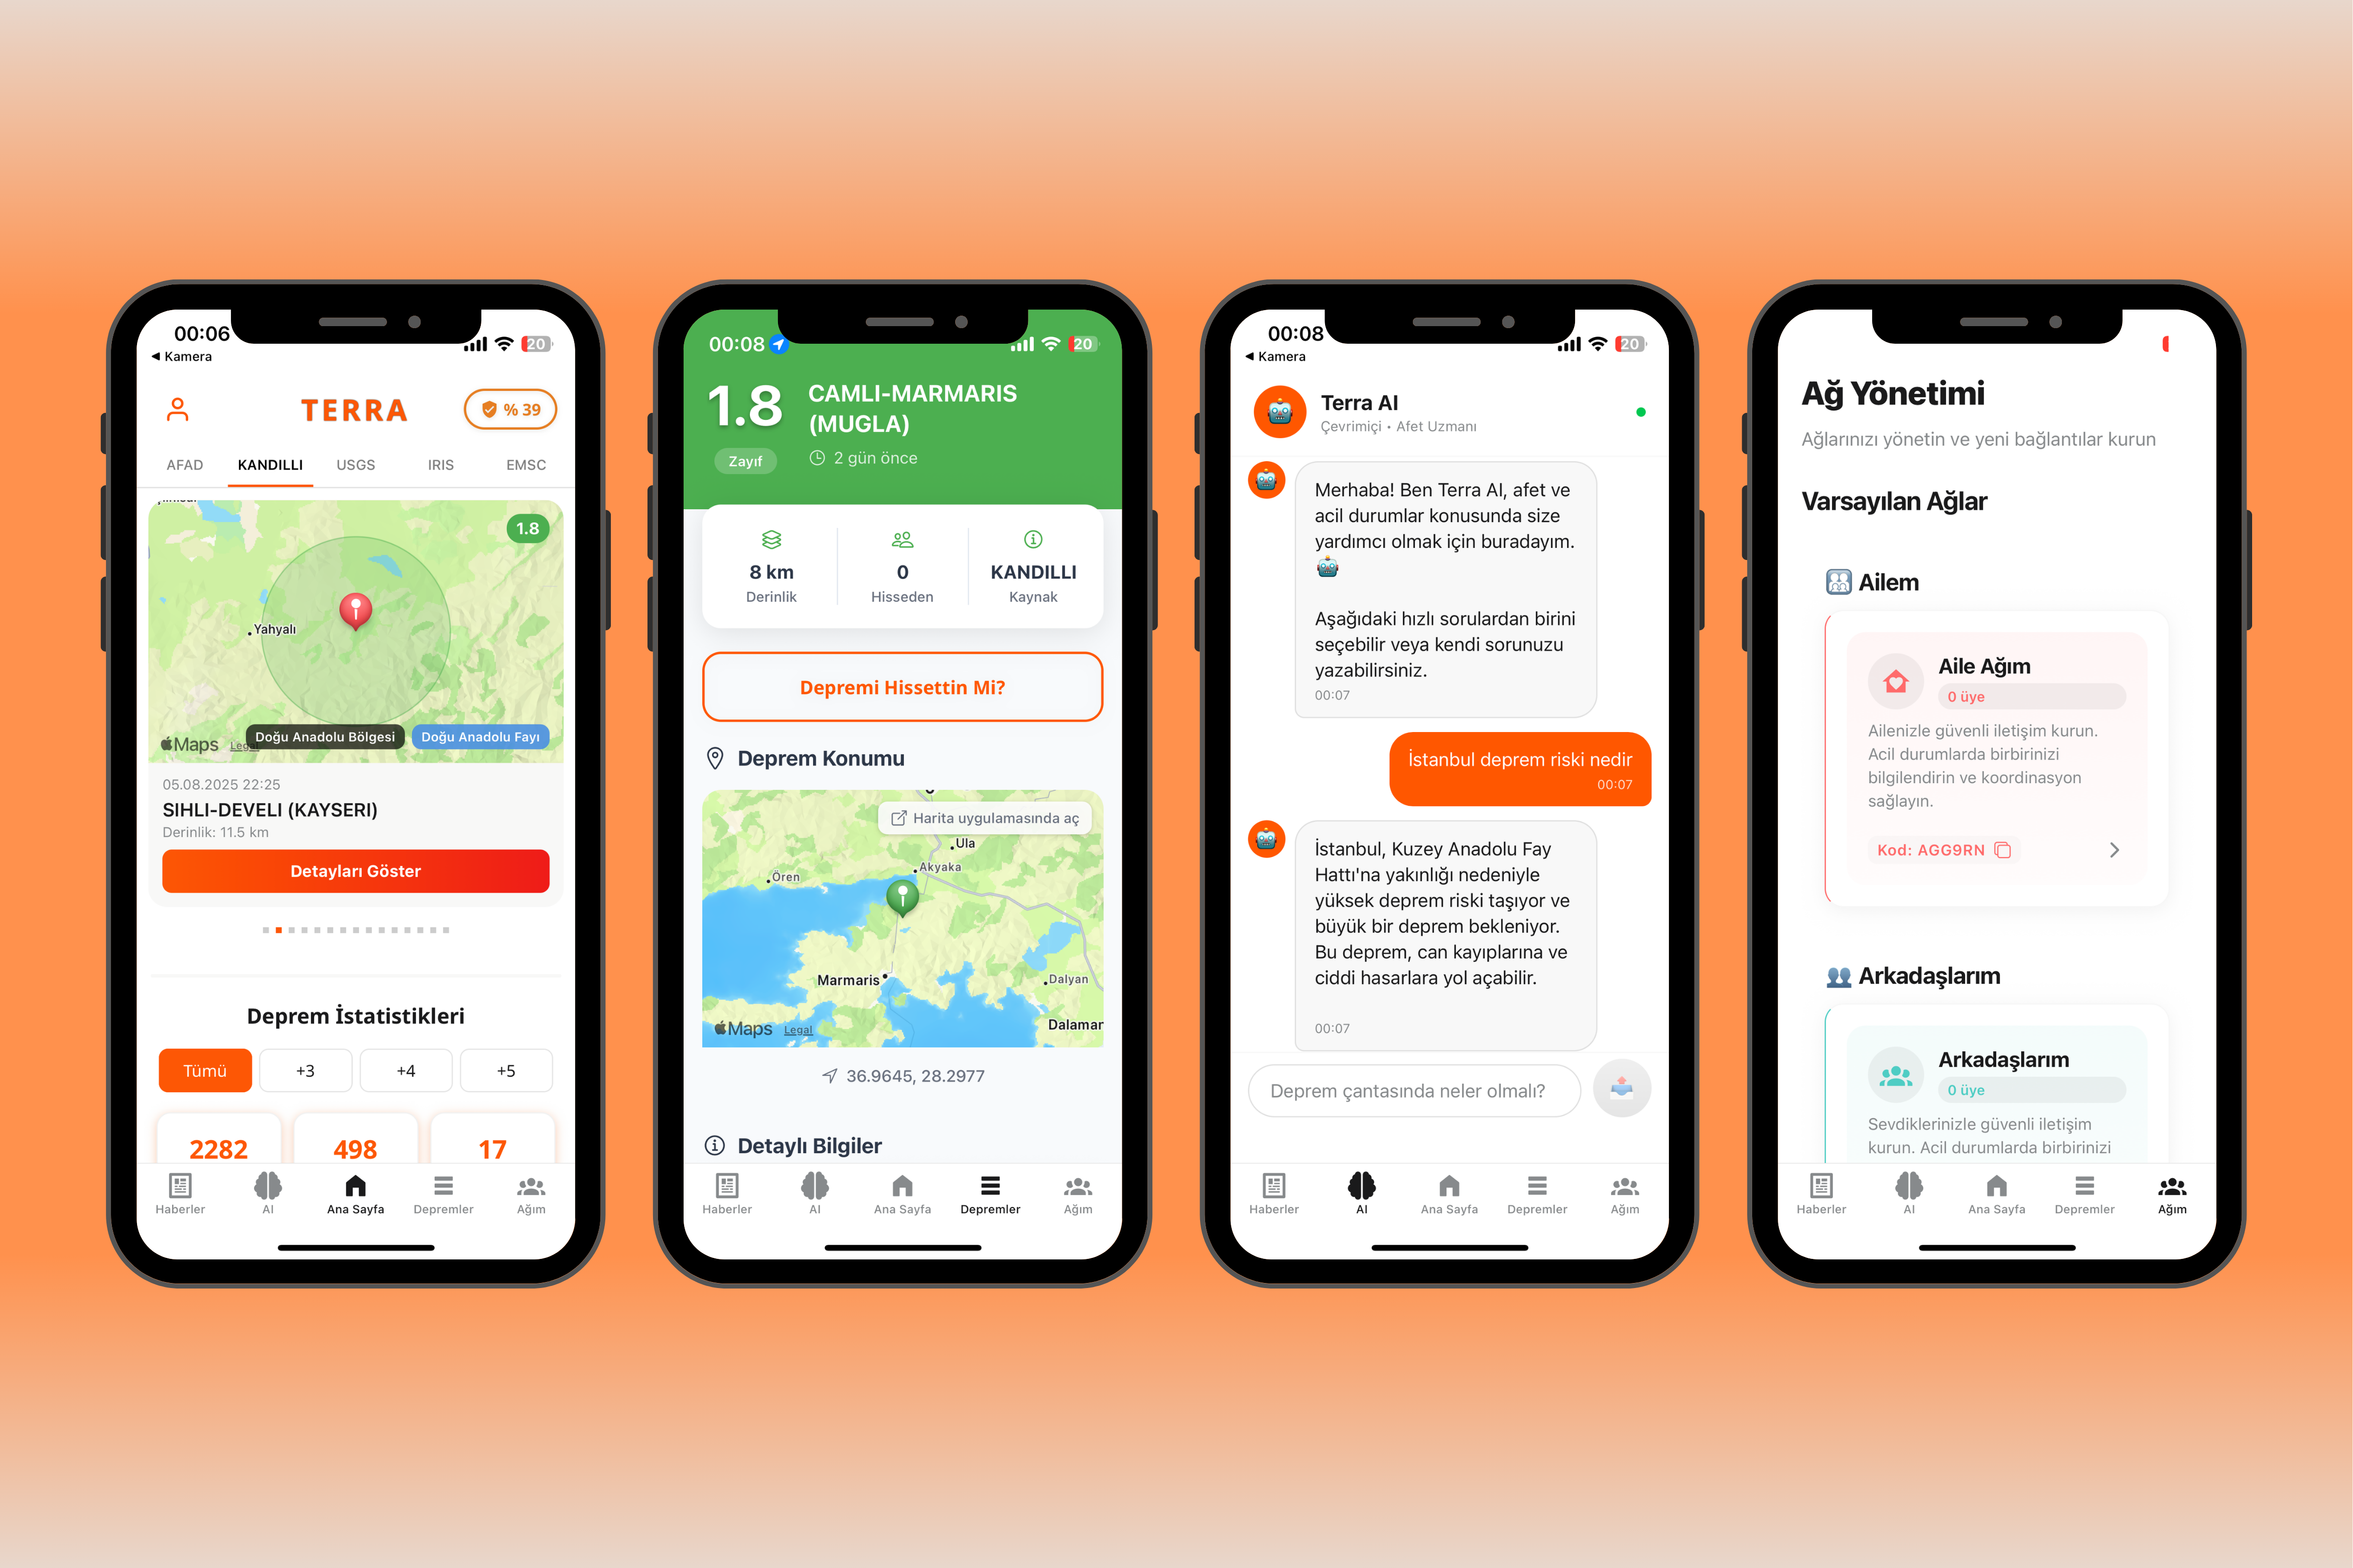 00:06
20
◀ Kamera
TERRA
% 39
AFAD KANDILLI USGS IRIS EMSC
1.8
Yahyalı
Maps Legal
Doğu Anadolu Bölgesi Doğu Anadolu Fayı
05.08.2025 22:25
SIHLI-DEVELI (KAYSERI)
Derinlik: 11.5 km
Detayları Göster
Deprem İstatistikleri
Tümü +3 +4 +5
2282 498 17
Haberler AI Ana Sayfa Depremler Ağım
00:08
20
1.8
CAMLI-MARMARIS
(MUGLA)
Zayıf
2 gün önce
8 km 0 KANDILLI
Derinlik Hisseden Kaynak
Depremi Hissettin Mi?
Deprem Konumu
Harita uygulamasında aç
Ula
Akyaka
Ören
Marmaris
Dalyan
Dalamar
Maps Legal
36.9645, 28.2977
Detaylı Bilgiler
Haberler AI Ana Sayfa Depremler Ağım
00:08
20
◀ Kamera
Terra AI
Çevrimiçi • Afet Uzmanı
Merhaba! Ben Terra AI, afet ve
acil durumlar konusunda size
yardımcı olmak için buradayım.
🤖
Aşağıdaki hızlı sorulardan birini
seçebilir veya kendi sorunuzu
yazabilirsiniz.
00:07
İstanbul deprem riski nedir
00:07
İstanbul, Kuzey Anadolu Fay
Hattı'na yakınlığı nedeniyle
yüksek deprem riski taşıyor ve
büyük bir deprem bekleniyor.
Bu deprem, can kayıplarına ve
ciddi hasarlara yol açabilir.
00:07
Deprem çantasında neler olmalı?
Haberler AI Ana Sayfa Depremler Ağım
Ağ Yönetimi
Ağlarınızı yönetin ve yeni bağlantılar kurun
Varsayılan Ağlar
Ailem
Aile Ağım
0 üye
Ailenizle güvenli iletişim kurun.
Acil durumlarda birbirinizi
bilgilendirin ve koordinasyon
sağlayın.
Kod: AGG9RN
Arkadaşlarım
Arkadaşlarım
0 üye
Sevdiklerinizle güvenli iletişim
kurun. Acil durumlarda birbirinizi
Haberler AI Ana Sayfa Depremler Ağım